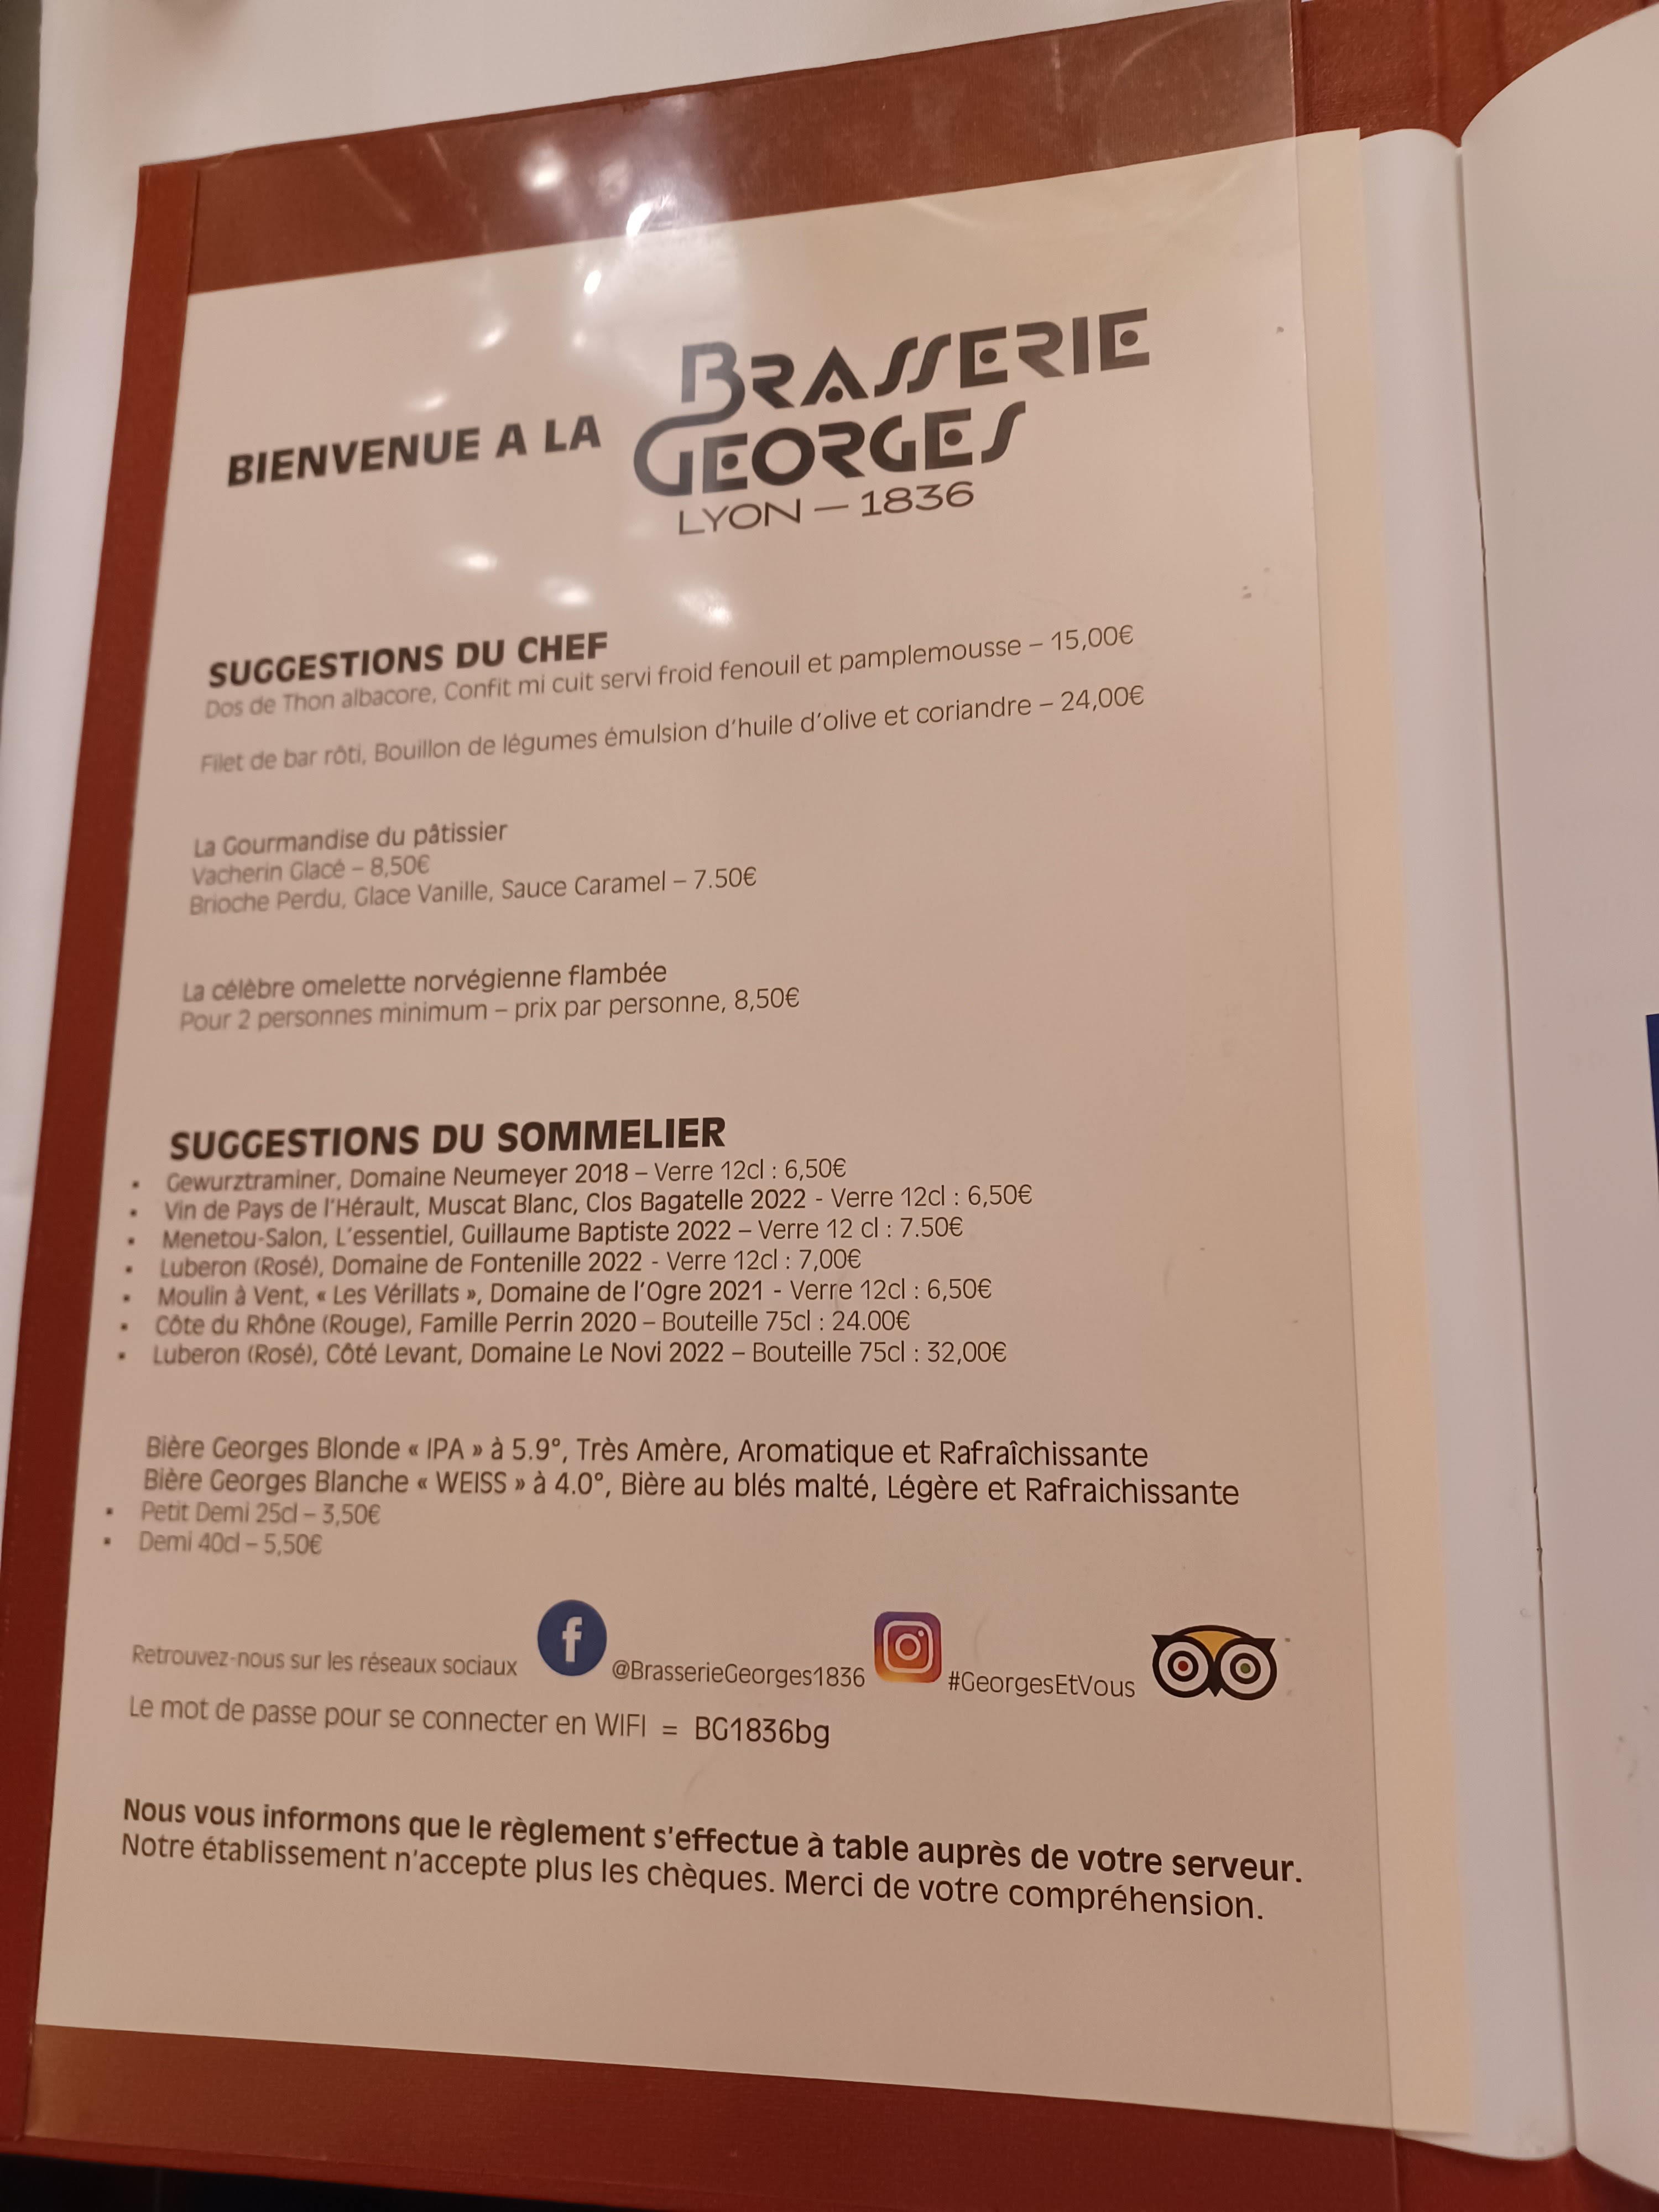 BIENVENUE A LA
BRASSERIE
GEORGES
LYON — 1836
SUGGESTIONS DU CHEF
Dos de Thon albacore, Confit mi cuit servi froid fenouil et pamplemousse – 15,00€
Filet de bar rôti, Bouillon de légumes émulsion d'huile d'olive et coriandre – 24,00€
La Gourmandise du pâtissier
Vacherin Glacé – 8,50€
Brioche Perdu, Glace Vanille, Sauce Caramel – 7.50€
La célèbre omelette norvégienne flambée
Pour 2 personnes minimum – prix par personne, 8,50€
SUGGESTIONS DU SOMMELIER
▪ Gewurztraminer, Domaine Neumeyer 2018 – Verre 12cl : 6,50€
▪ Vin de Pays de l'Hérault, Muscat Blanc, Clos Bagatelle 2022 - Verre 12cl : 6,50€
▪ Menetou-Salon, L'essentiel, Guillaume Baptiste 2022 – Verre 12 cl : 7.50€
▪ Luberon (Rosé), Domaine de Fontenille 2022 - Verre 12cl : 7,00€
▪ Moulin à Vent, « Les Vérillats », Domaine de l'Ogre 2021 - Verre 12cl : 6,50€
▪ Côte du Rhône (Rouge), Famille Perrin 2020 – Bouteille 75cl : 24.00€
▪ Luberon (Rosé), Côté Levant, Domaine Le Novi 2022 – Bouteille 75cl : 32,00€
Bière Georges Blonde « IPA » à 5.9°, Très Amère, Aromatique et Rafraîchissante
Bière Georges Blanche « WEISS » à 4.0°, Bière au blés malté, Légère et Rafraichissante
▪ Petit Demi 25cl – 3,50€
▪ Demi 40cl – 5,50€
Retrouvez-nous sur les réseaux sociaux f @BrasserieGeorges1836 #GeorgesEtVous
Le mot de passe pour se connecter en WIFI = BG1836bg
Nous vous informons que le règlement s'effectue à table auprès de votre serveur.
Notre établissement n'accepte plus les chèques. Merci de votre compréhension.